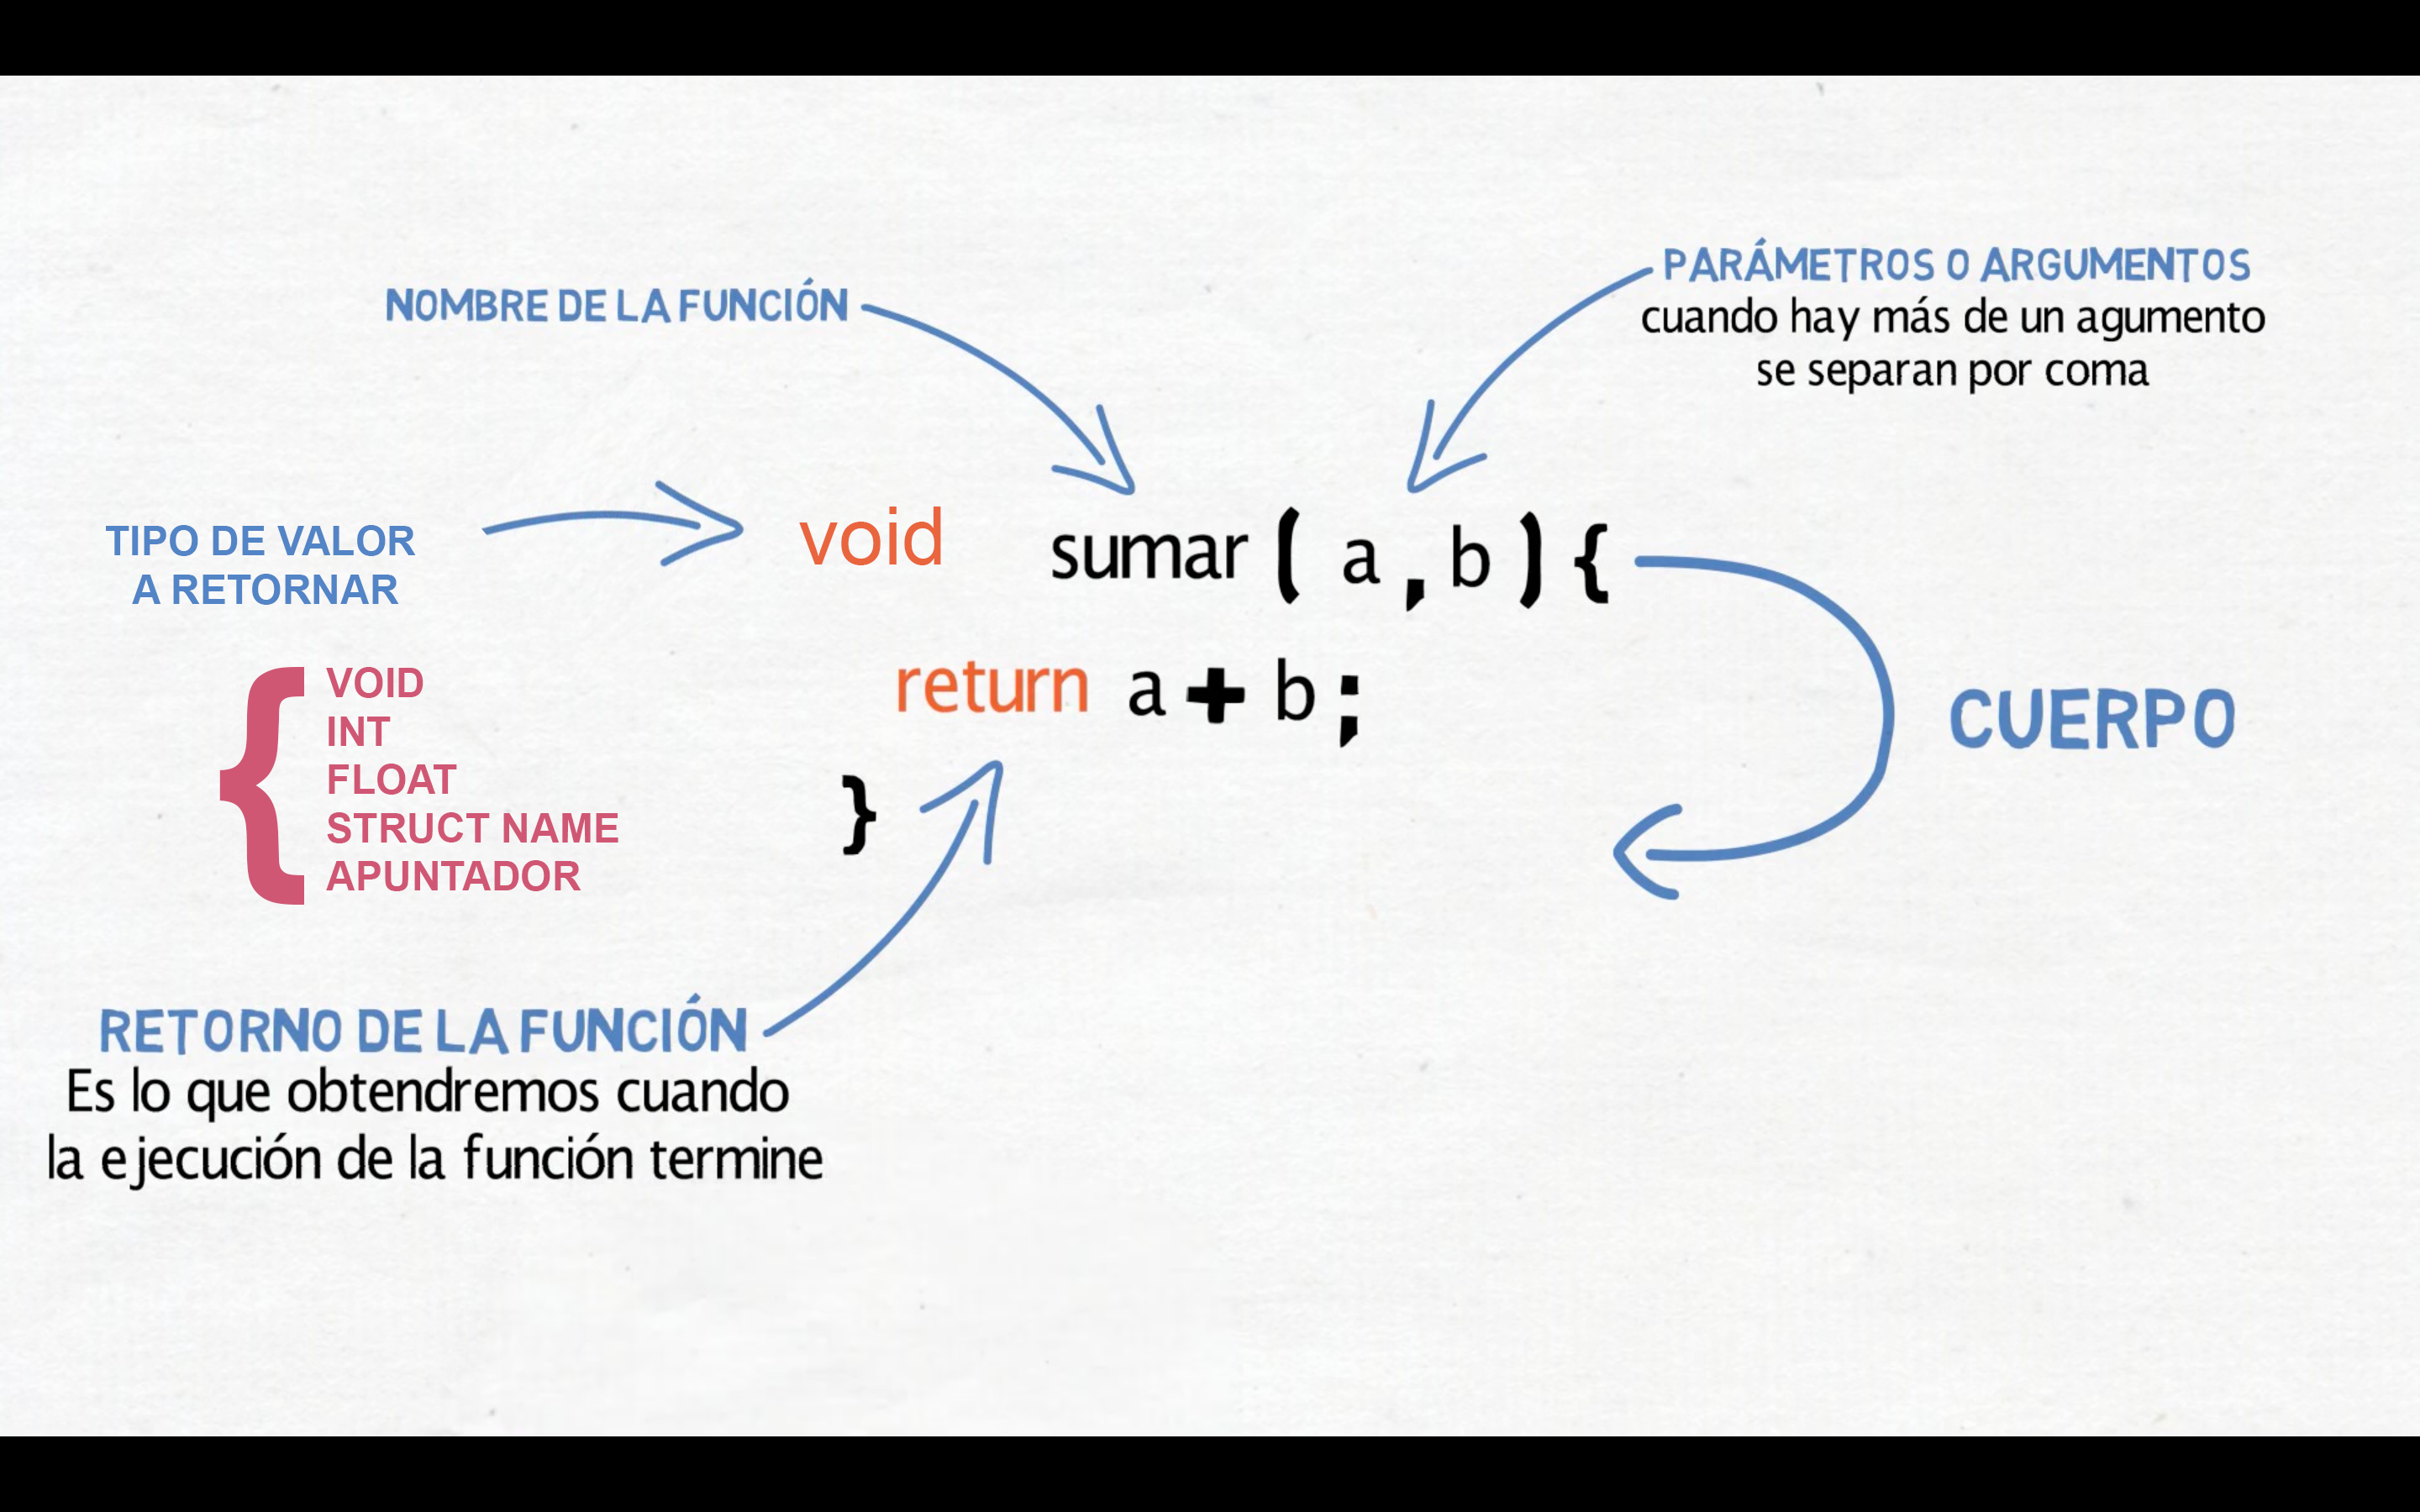 NOMBRE DE LA FUNCIÓN
PARÁMETROS O ARGUMENTOS
cuando hay más de un agumento
se separan por coma
TIPO DE VALOR
A RETORNAR
void sumar ( a , b ) {
return a + b ;
}
VOID
INT
FLOAT
STRUCT NAME
APUNTADOR
CUERPO
RETORNO DE LA FUNCIÓN
Es lo que obtendremos cuando
la ejecución de la función termine